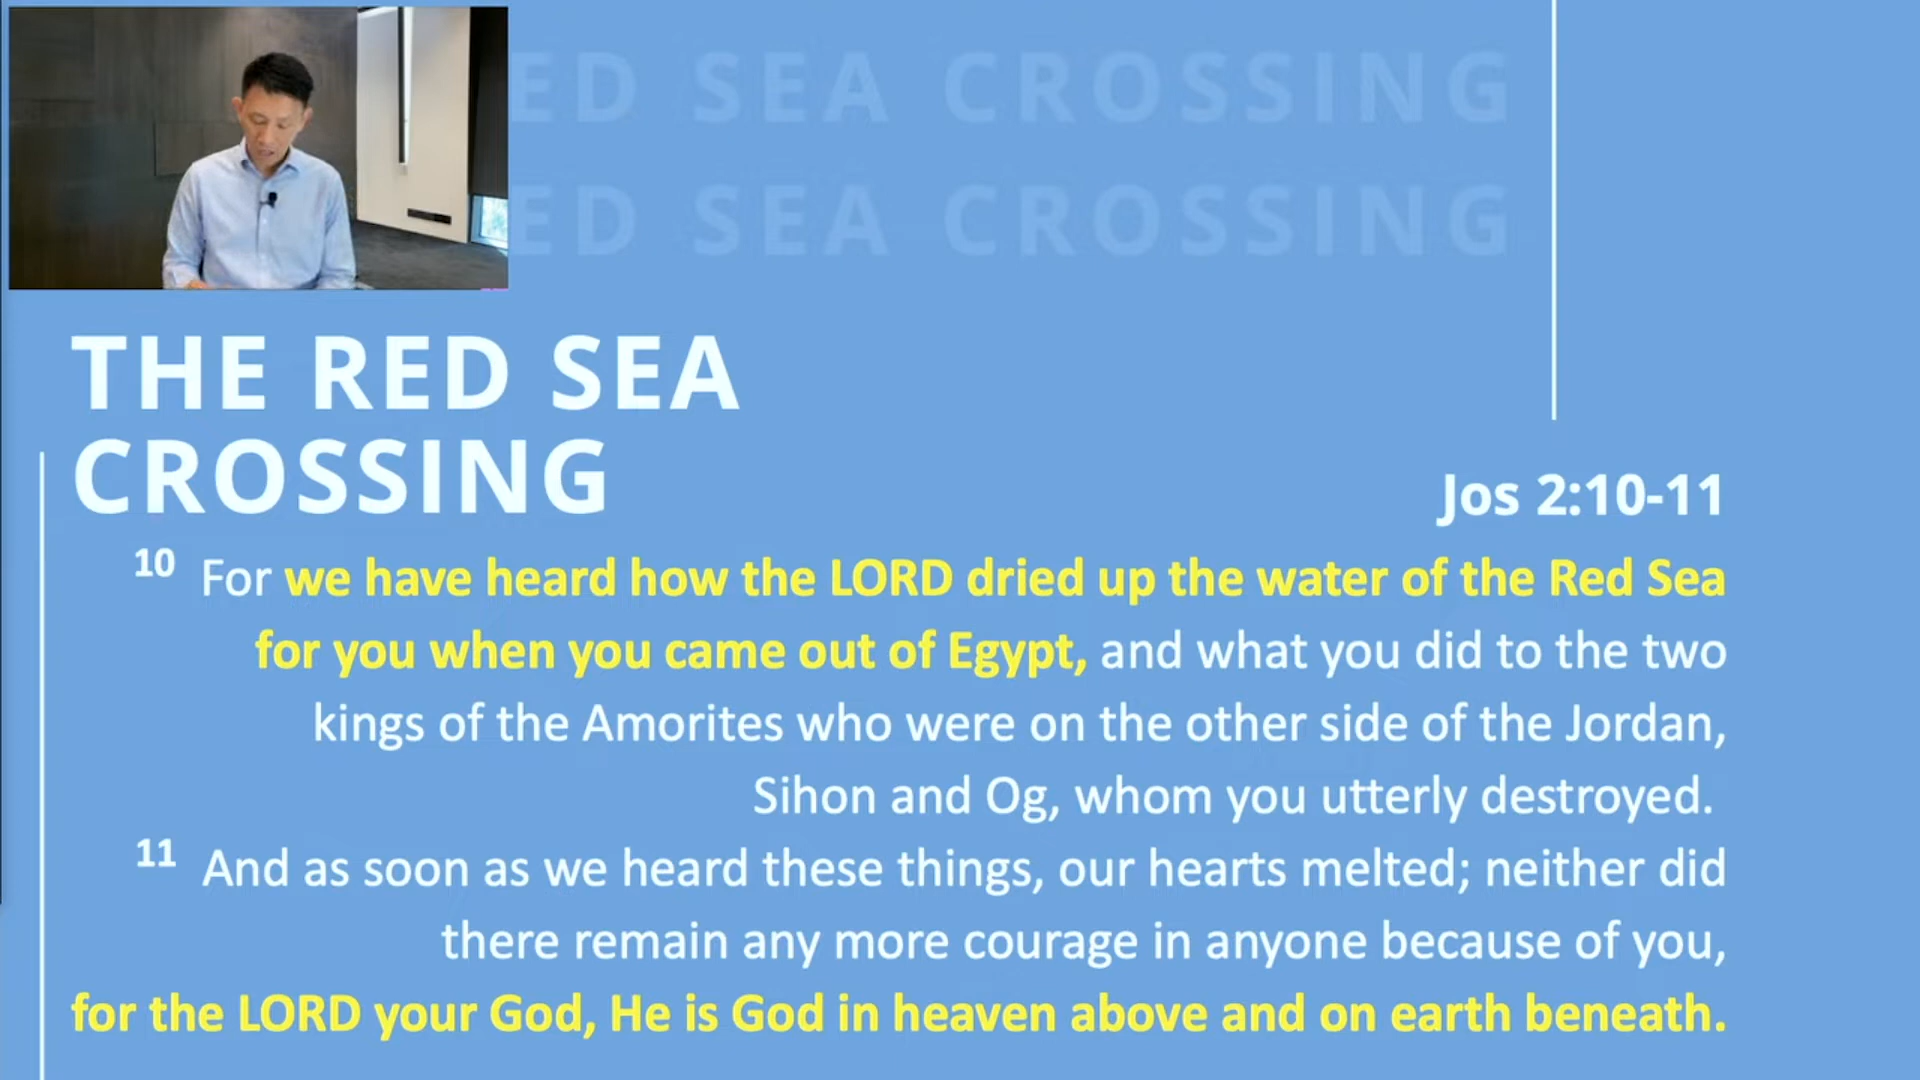 ED SEA CROSSING
ED SEA CROSSING
THE RED SEA
CROSSING
Jos 2:10-11
10 For we have heard how the LORD dried up the water of the Red Sea
for you when you came out of Egypt, and what you did to the two
kings of the Amorites who were on the other side of the Jordan,
Sihon and Og, whom you utterly destroyed.
11 And as soon as we heard these things, our hearts melted; neither did
there remain any more courage in anyone because of you,
for the LORD your God, He is God in heaven above and on earth beneath.